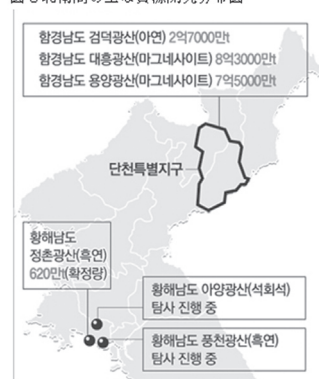 함경남도 검덕광산(아연) 2억7000만t
함경남도 대흥광산(마그네사이트) 8억3000만t
함경남도 용양광산(마그네사이트) 7억5000만t
단천특별지구
황해남도
정촌광산(흑연)
620만t(확정량)
황해남도 아양광산(석회석)
탐사 진행 중
황해남도 풍천광산(흑연)
탐사 진행 중